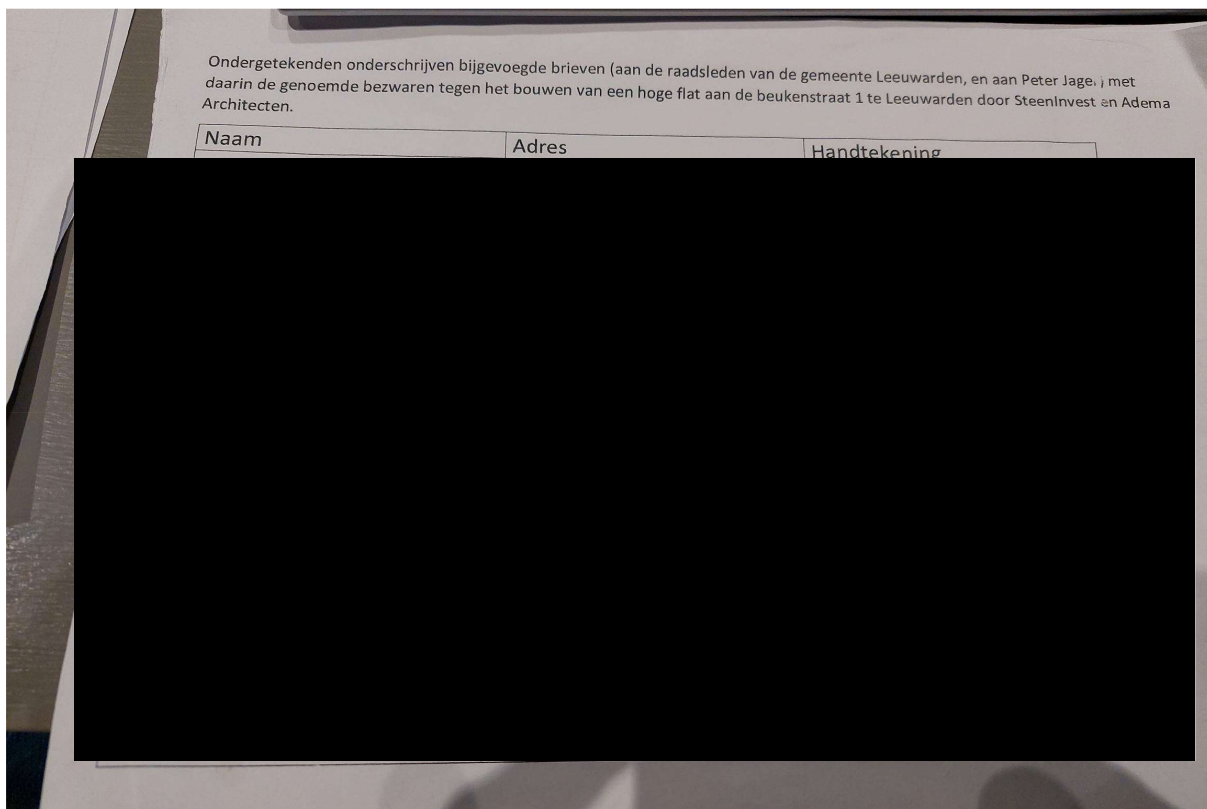 Ondergetekenden onderschrijven bijgevoegde brieven (aan de raadsleden van de gemeente Leeuwarden, en aan Peter met
daarin de genoemde bezwaren tegen het bouwen van een hoge flat aan de beukenstraat 1 te Leeuwarden door SteenInvest en Adema
Architecten.
Naam Adres Handtekening